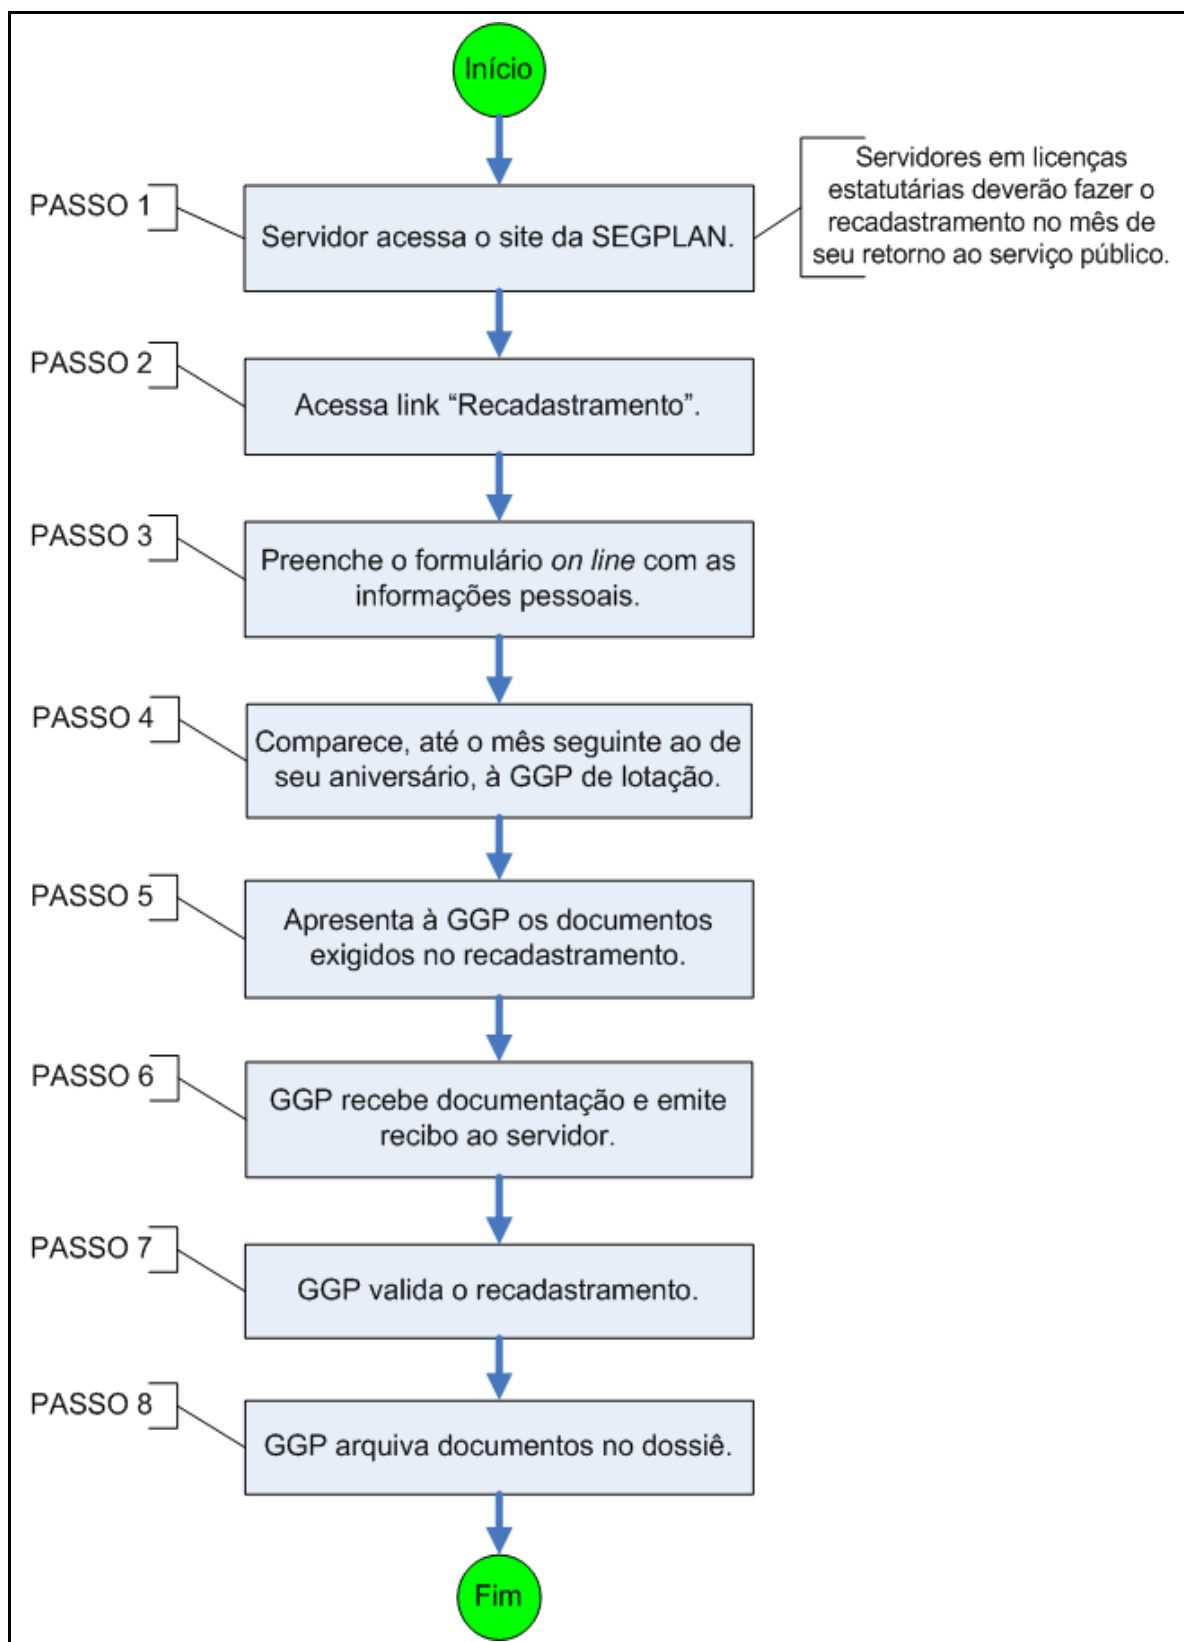 Início
PASSO 1
Servidor acessa o site da SEGPLAN.
Servidores em licenças
estatutárias deverão fazer o
recadastramento no mês de
seu retorno ao serviço público.
PASSO 2
Acessa link “Recadastramento”.
PASSO 3
Preenche o formulário on line com as
informações pessoais.
PASSO 4
Comparece, até o mês seguinte ao de
seu aniversário, à GGP de lotação.
PASSO 5
Apresenta à GGP os documentos
exigidos no recadastramento.
PASSO 6
GGP recebe documentação e emite
recibo ao servidor.
PASSO 7
GGP valida o recadastramento.
PASSO 8
GGP arquiva documentos no dossiê.
Fim